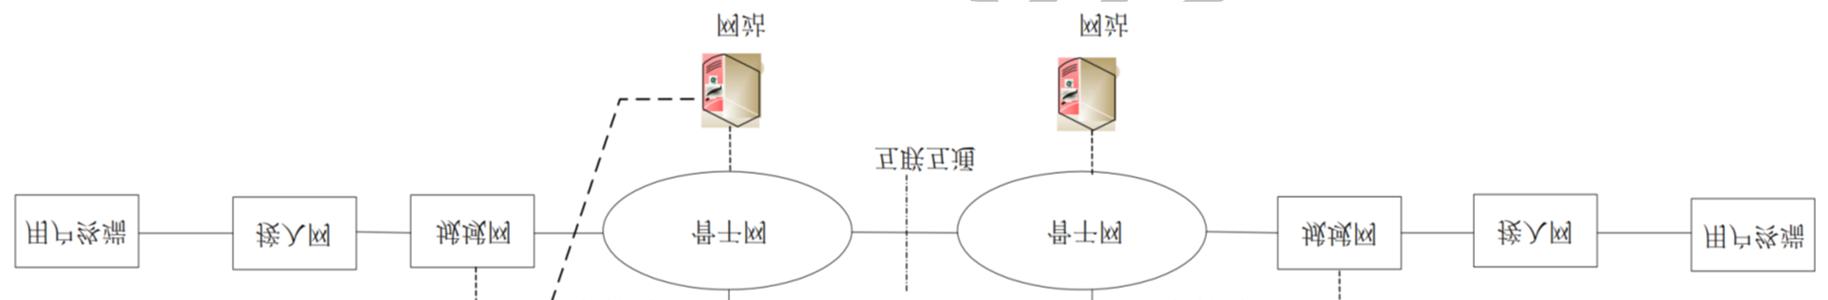 网站
网站
互联互通
用户终端
接入网
城域网
骨干网
骨干网
城域网
接入网
用户终端